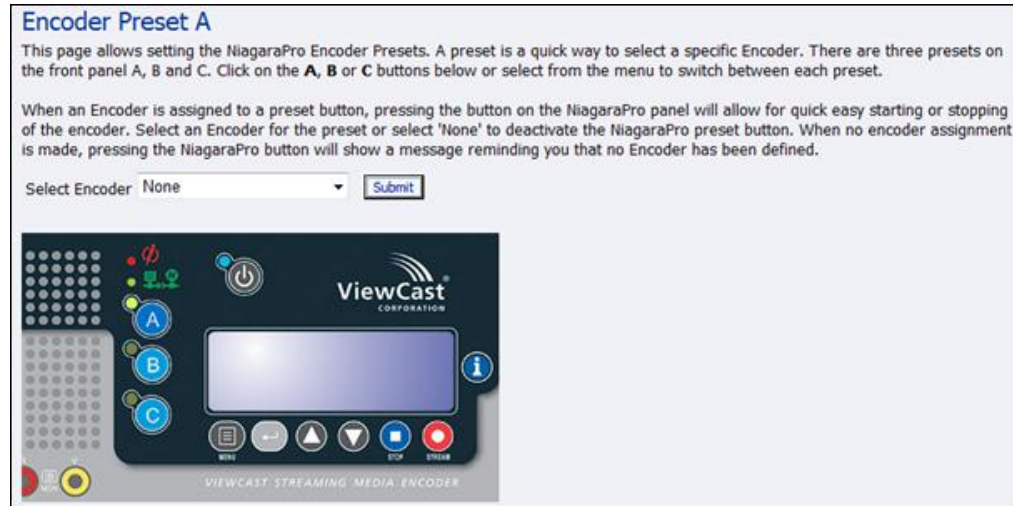 Encoder Preset A
This page allows setting the NiagaraPro Encoder Presets. A preset is a quick way to select a specific Encoder. There are three presets on
the front panel A, B and C. Click on the A, B or C buttons below or select from the menu to switch between each preset.
When an Encoder is assigned to a preset button, pressing the button on the NiagaraPro panel will allow for quick easy starting or stopping
of the encoder. Select an Encoder for the preset or select 'None' to deactivate the NiagaraPro preset button. When no encoder assignment
is made, pressing the NiagaraPro button will show a message reminding you that no Encoder has been defined.
Select Encoder None Submit
ViewCast
CORPORATION
A
B
i
C
MENU STOP STREAM
VIEWCAST STREAMING MEDIA ENCODER